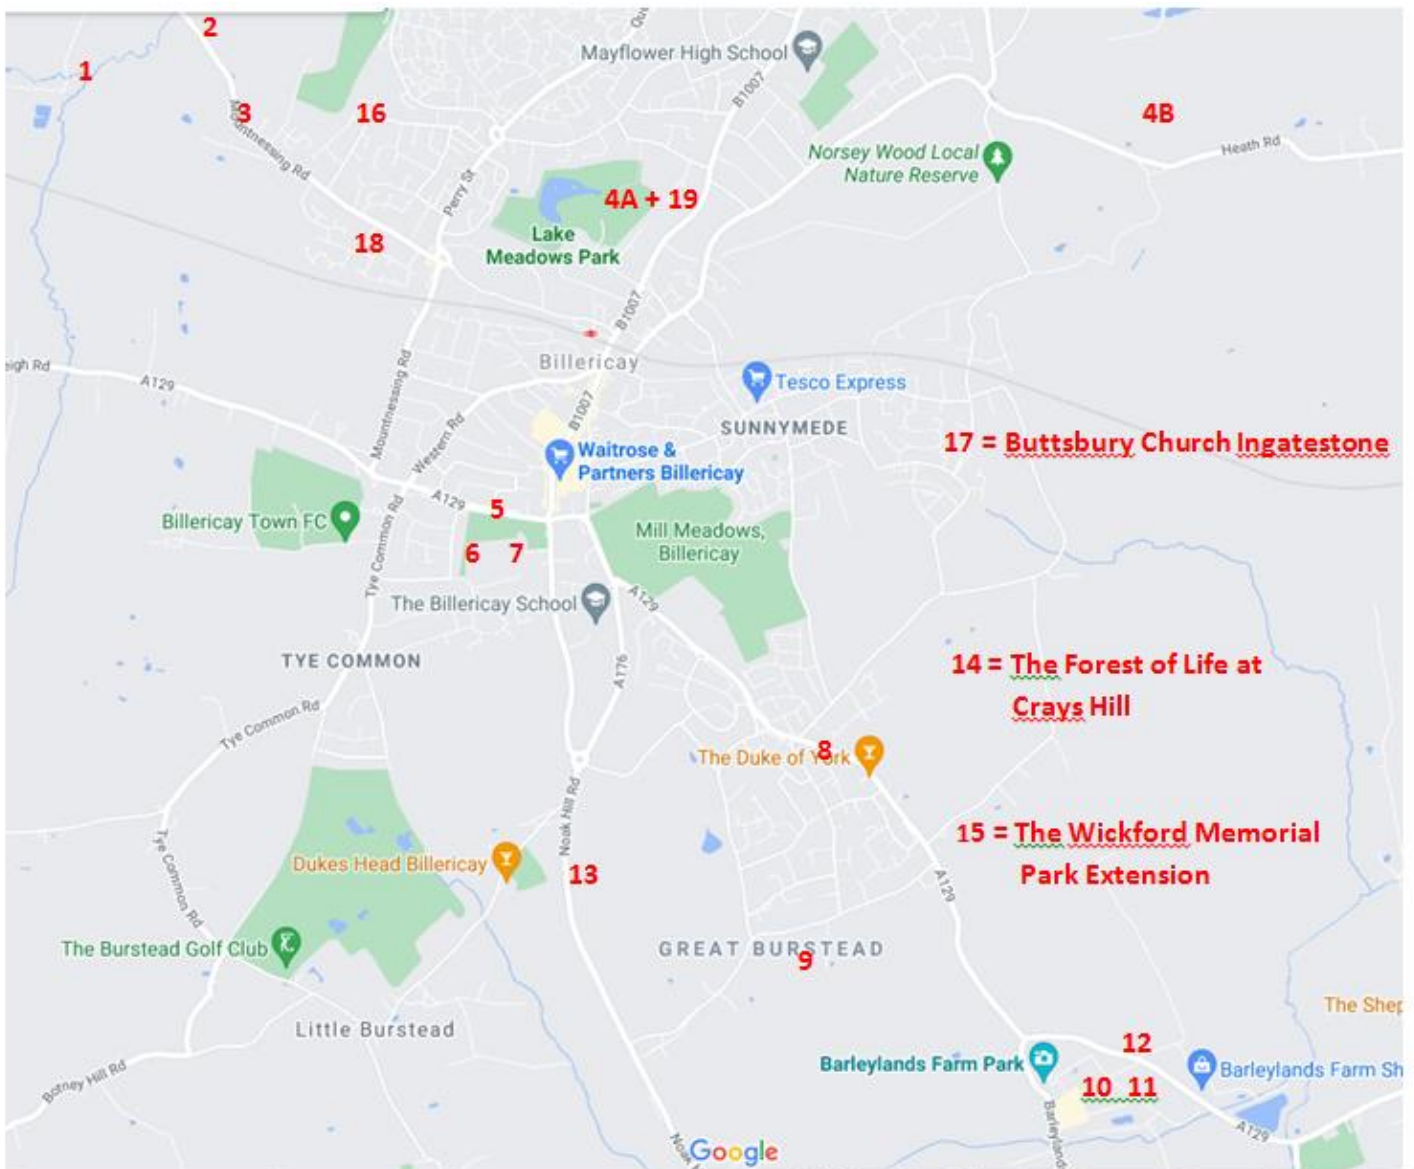 2
1
3
16
Mayflower High School
B1007
4B
Mountnessing Rd
Norsey Wood Local
Nature Reserve
Heath Rd
Perry St
4A + 19
Lake
Meadows Park
18
B1007
Billericay
eigh Rd
A129
Mountnessing Rd
Tesco Express
B1007
SUNNYMEDE
Western Rd
17 = Buttsbury Church Ingatestone
Waitrose &
Partners Billericay
A129
5
Billericay Town FC
Mill Meadows,
Billericay
6 7
Tye Common Rd
The Billericay School
A129
TYE COMMON
A176
14 = The Forest of Life at
Crays Hill
Tye Common Rd
8
The Duke of York
Noak Hill Rd
15 = The Wickford Memorial
Park Extension
Dukes Head Billericay
13
Tye Common Rd
A129
The Burstead Golf Club
GREAT BURSTEAD
9
The Shep
Little Burstead
12
Barleylands Farm Park
Barleylands Farm Sh
Botney Hill Rd
10 11
Barleyland
A129
Noak
Google